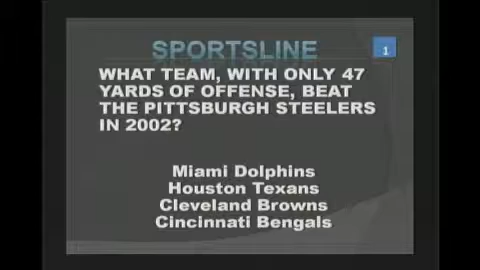 SPORTSLINE
1
WHAT TEAM, WITH ONLY 47
YARDS OF OFFENSE, BEAT
THE PITTSBURGH STEELERS
IN 2002?
Miami Dolphins
Houston Texans
Cleveland Browns
Cincinnati Bengals